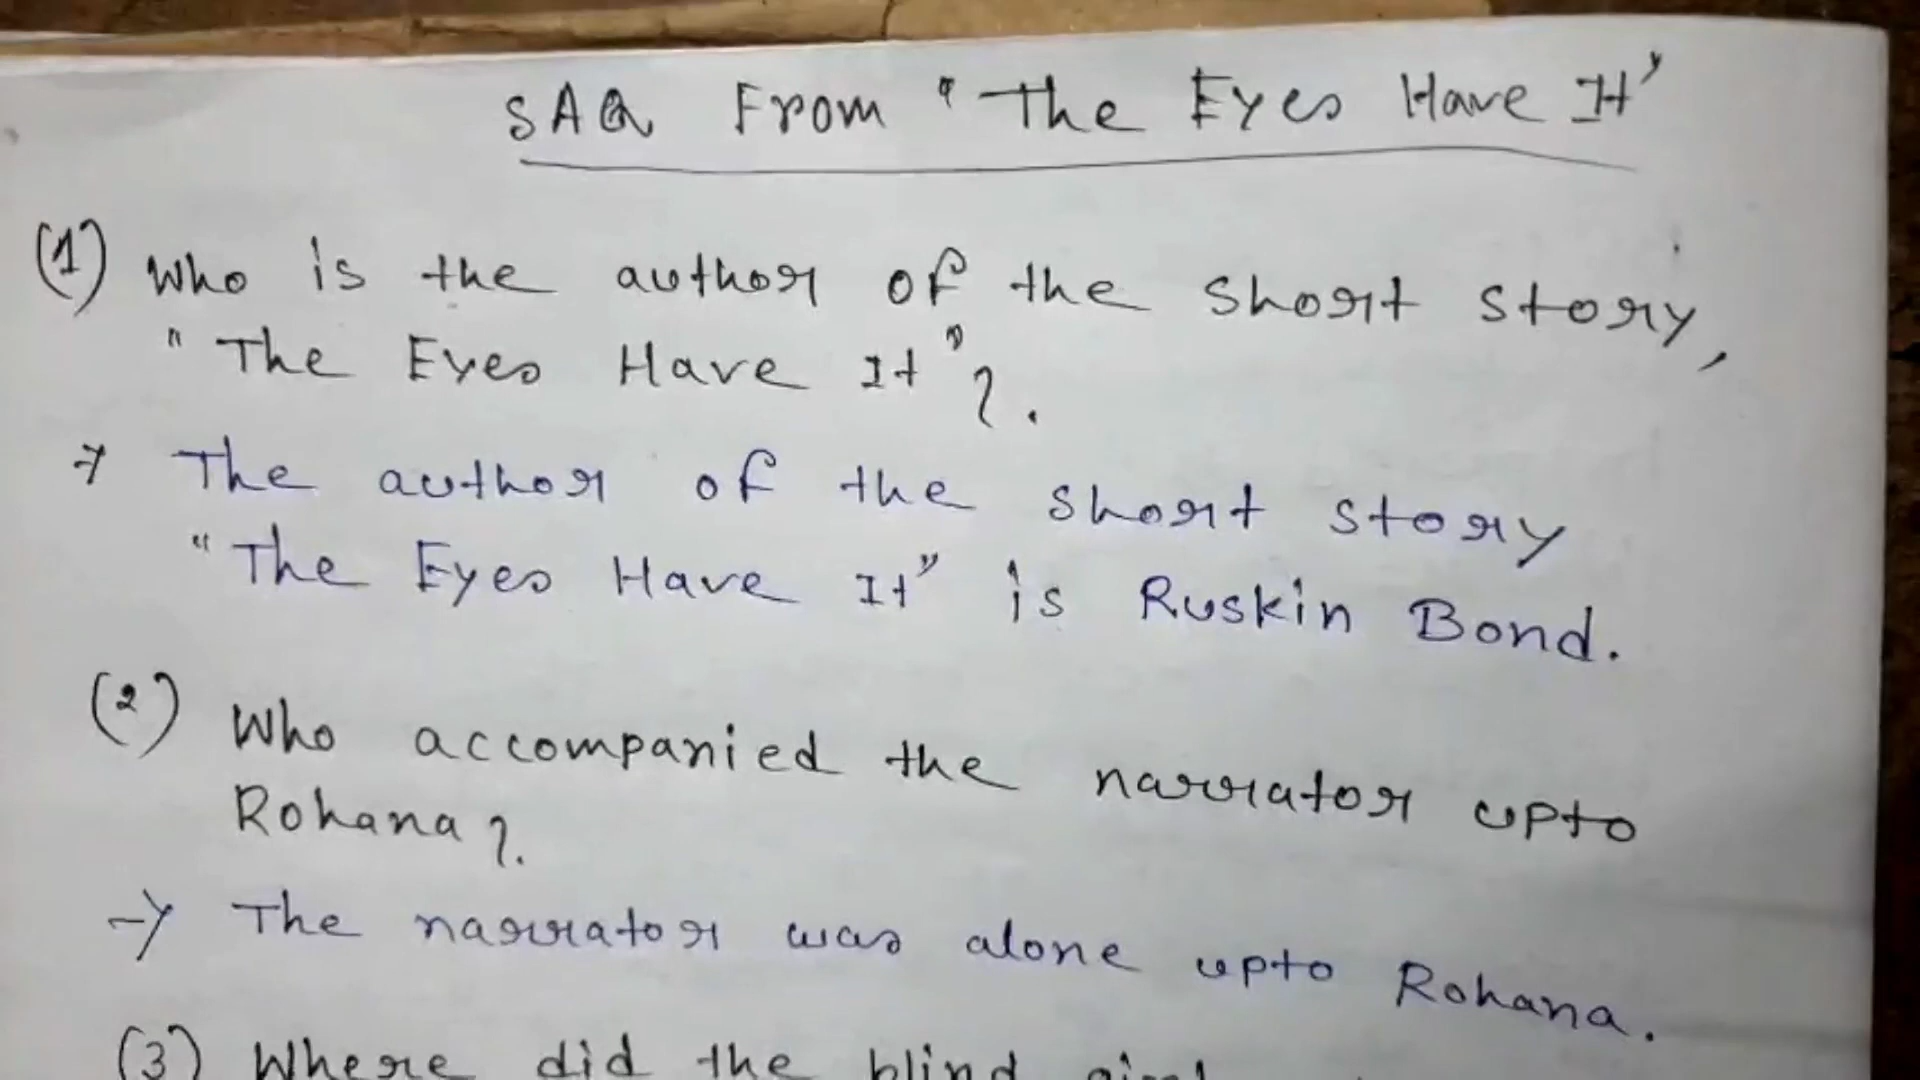 SAQ From "The Eyes Have It"
(1) Who is the author of the short story,
"The Eyes Have It"?.
→ The author of the short story
"The Eyes Have It" is Ruskin Bond.
(2) Who accompanied the narrator upto
Rohana?.
→ The narrator was alone upto Rohana.
(3) Where did the blind girl